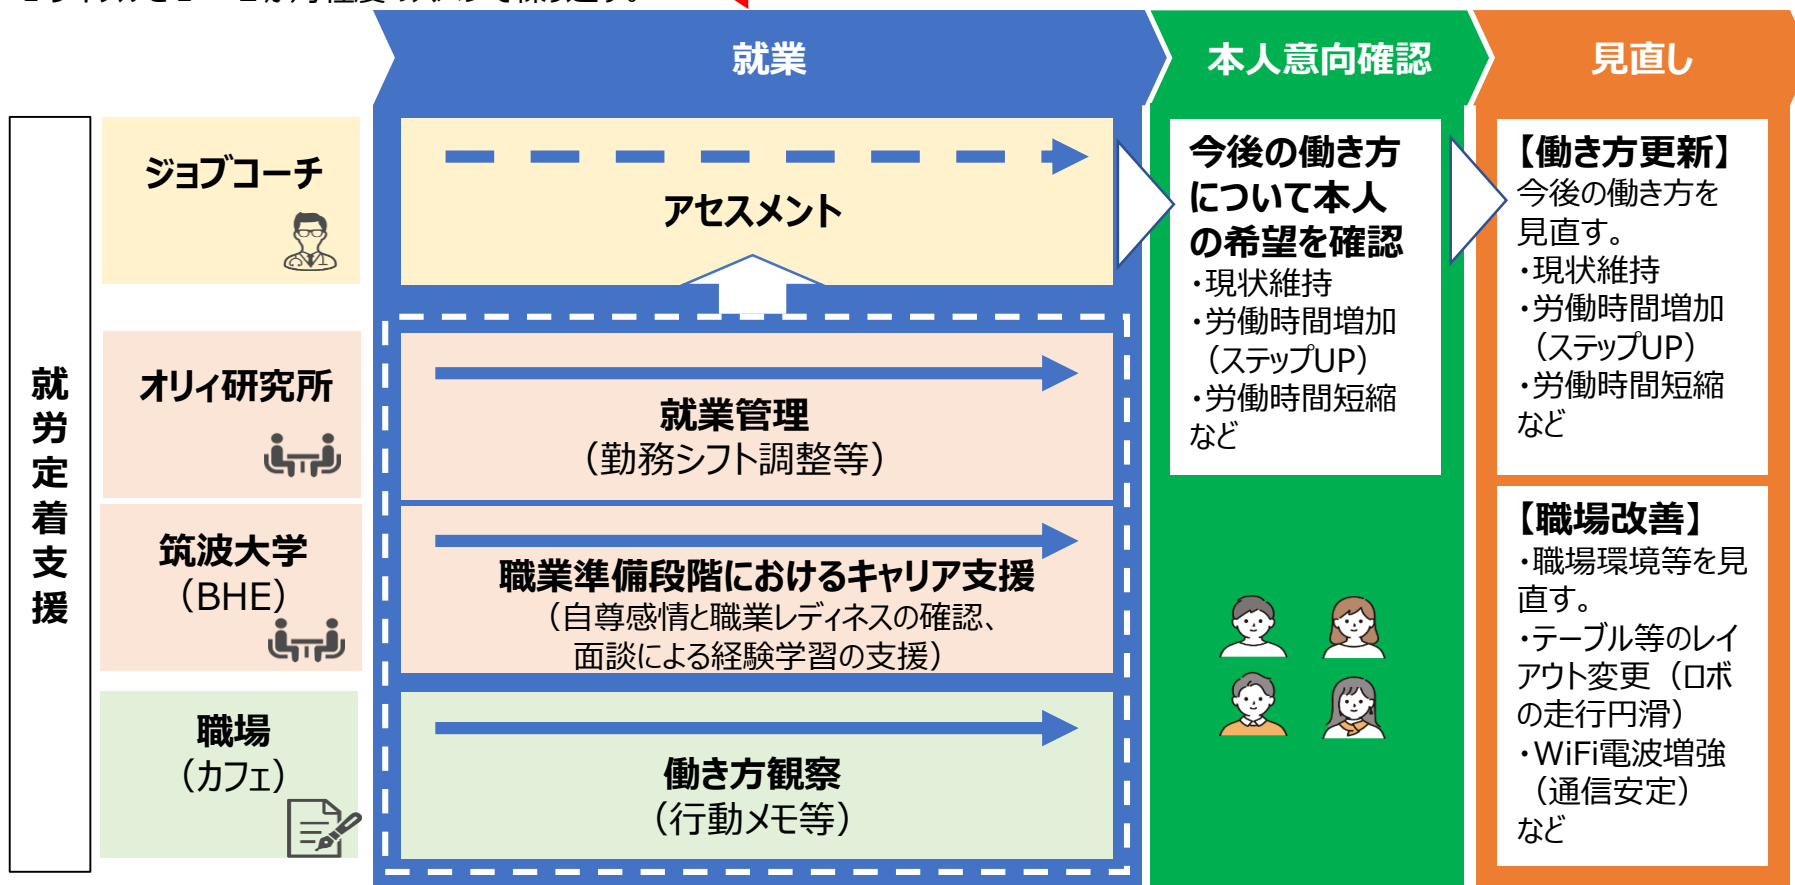 就業
本人意向確認
見直し
就労定着支援
ジョブコーチ
アセスメント
オリィ研究所
就業管理
（勤務シフト調整等）
筑波大学
（BHE）
職業準備段階におけるキャリア支援
（自尊感情と職業レディネスの確認、
面談による経験学習の支援）
職場
（カフェ）
働き方観察
（行動メモ等）
今後の働き方
について本人
の希望を確認
・現状維持
・労働時間増加
（ステップUP）
・労働時間短縮
など
【働き方更新】
今後の働き方を
見直す。
・現状維持
・労働時間増加
（ステップUP）
・労働時間短縮
など
【職場改善】
・職場環境等を見
直す。
・テーブル等のレイ
アウト変更（ロボ
の走行円滑）
・WiFi電波増強
（通信安定）
など